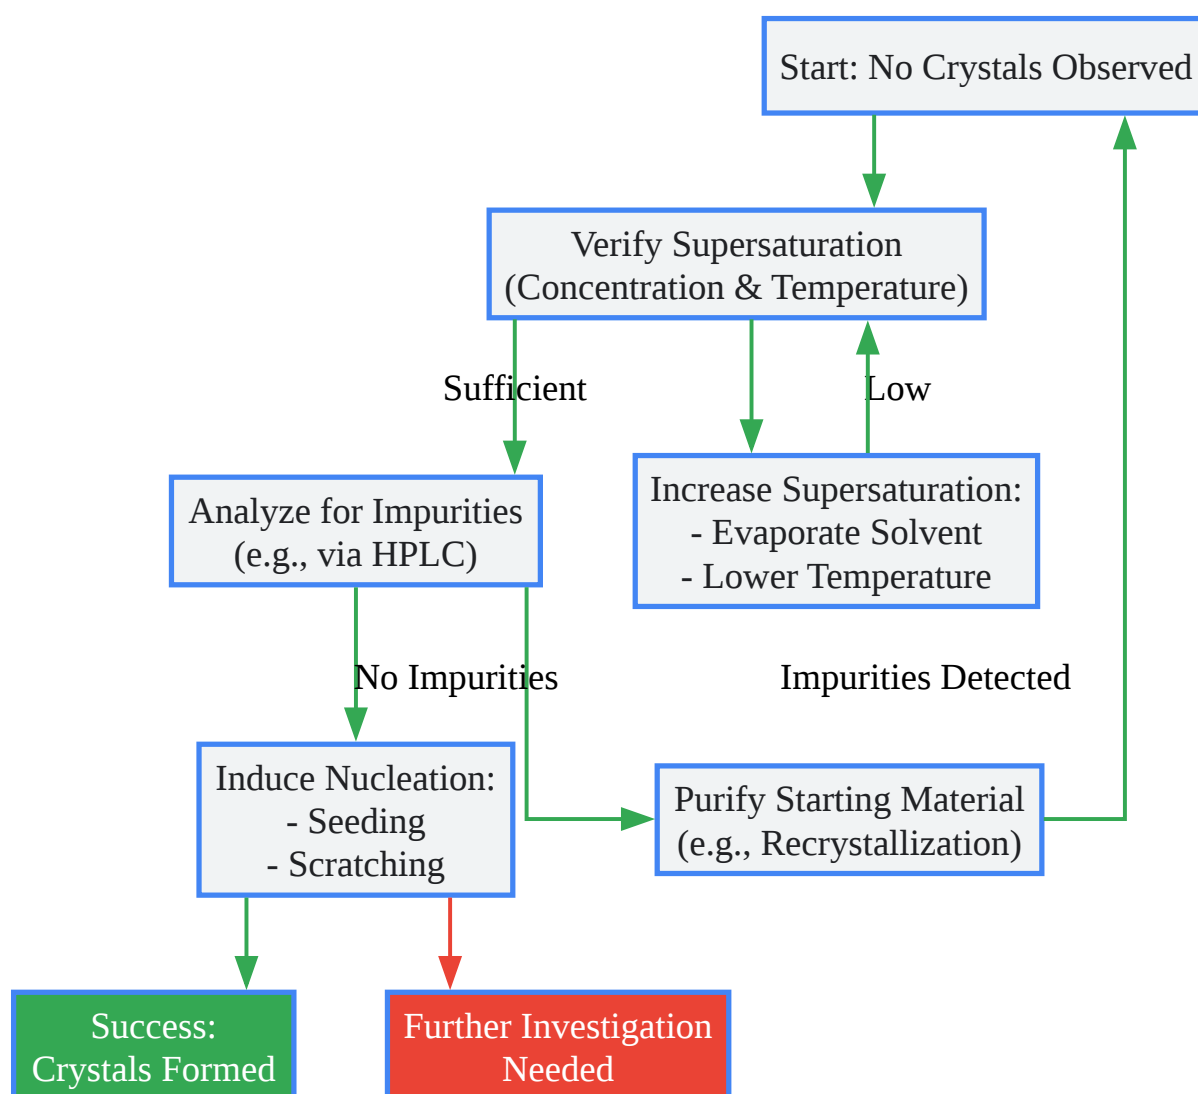 Start: No Crystals Observed
Verify Supersaturation
(Concentration & Temperature)
Sufficient
Low
Analyze for Impurities
(e.g., via HPLC)
Increase Supersaturation:
- Evaporate Solvent
- Lower Temperature
No Impurities
Impurities Detected
Induce Nucleation:
- Seeding
- Scratching
Purify Starting Material
(e.g., Recrystallization)
Success:
Crystals Formed
Further Investigation
Needed